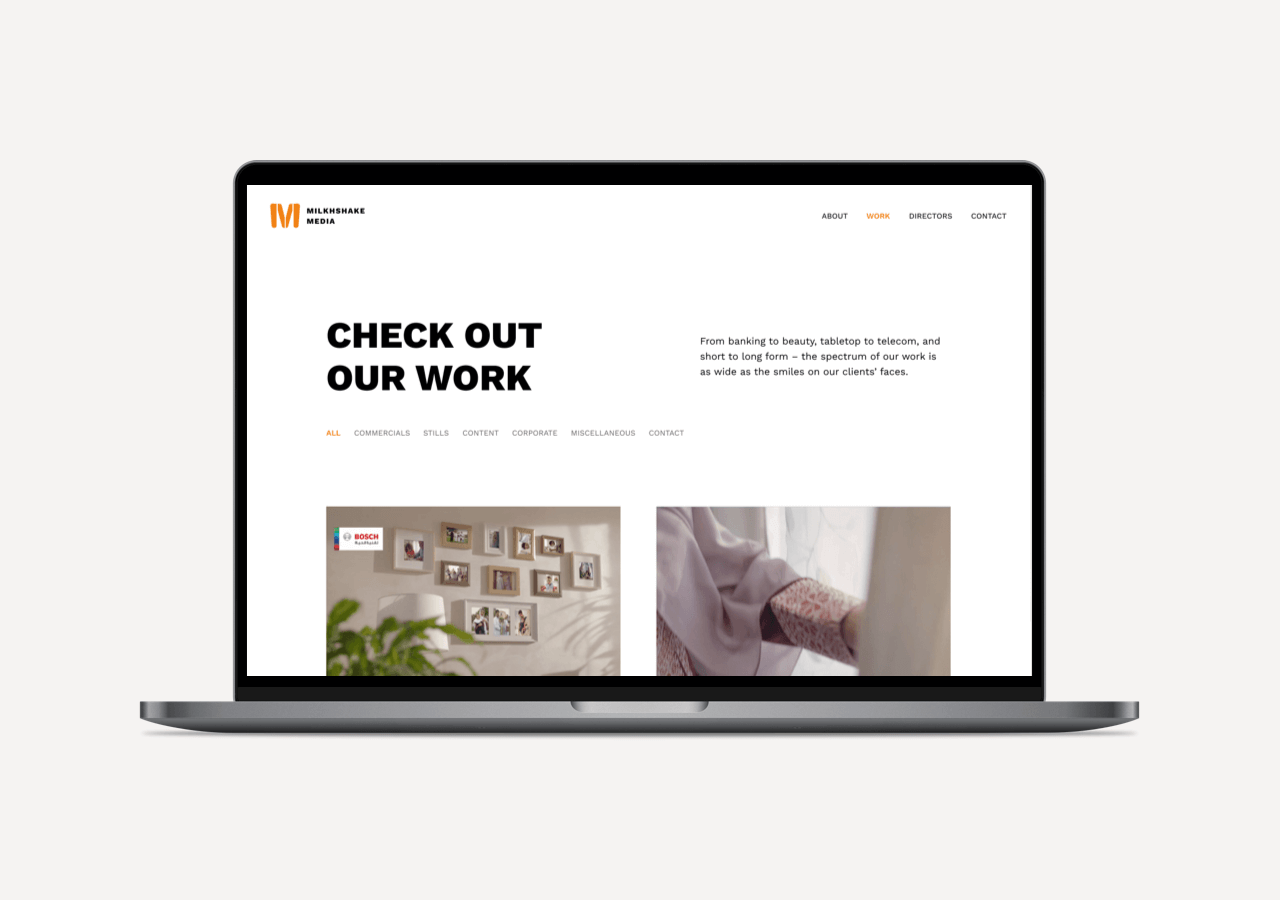 MILKHSHAKE
MEDIA
ABOUT WORK DIRECTORS CONTACT
CHECK OUT
OUR WORK
From banking to beauty, tabletop to telecom, and
short to long form – the spectrum of our work is
as wide as the smiles on our clients’ faces.
ALL COMMERCIALS STILLS CONTENT CORPORATE MISCELLANEOUS CONTACT
BOSCH